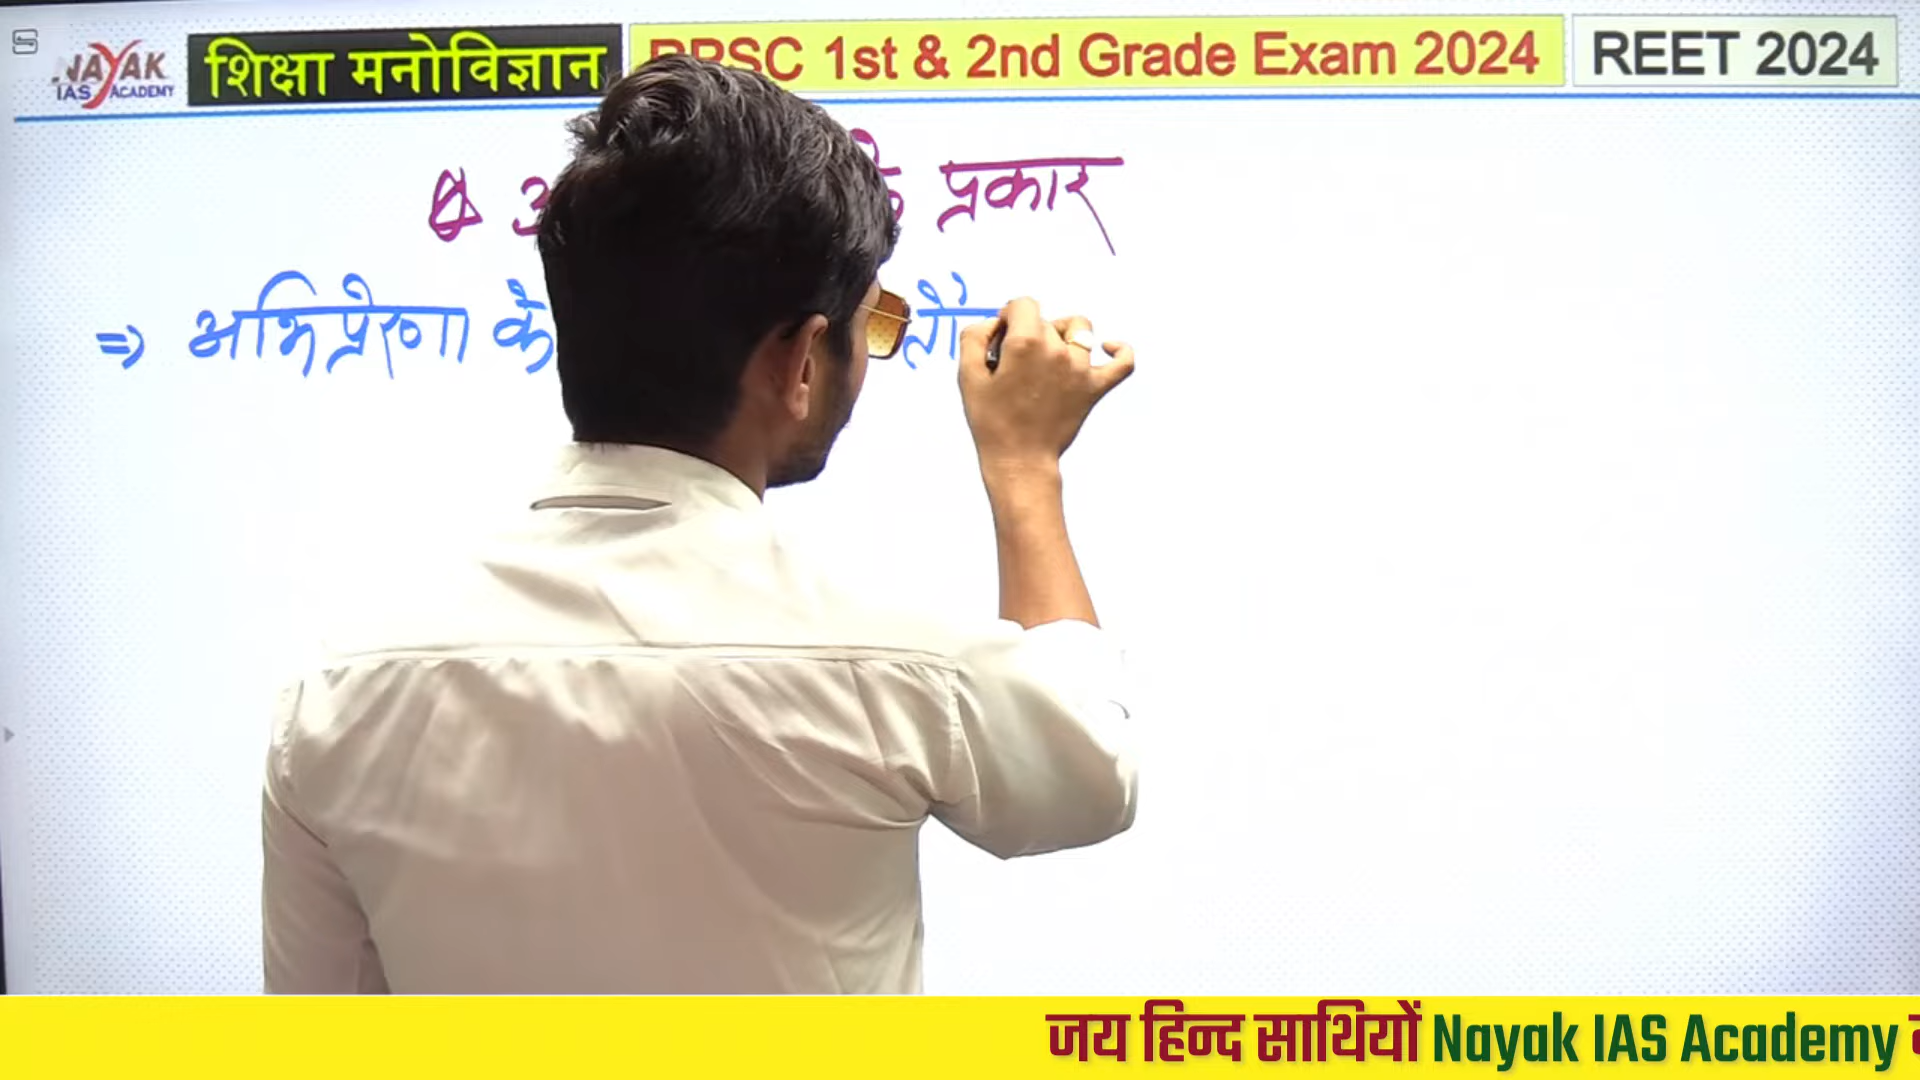 NAYAK
IAS ACADEMY
शिक्षा मनोविज्ञान
RPSC 1st & 2nd Grade Exam 2024
REET 2024
के प्रकार
⇒ अभिप्रेरणा के
जय हिन्द साथियों Nayak IAS Academy